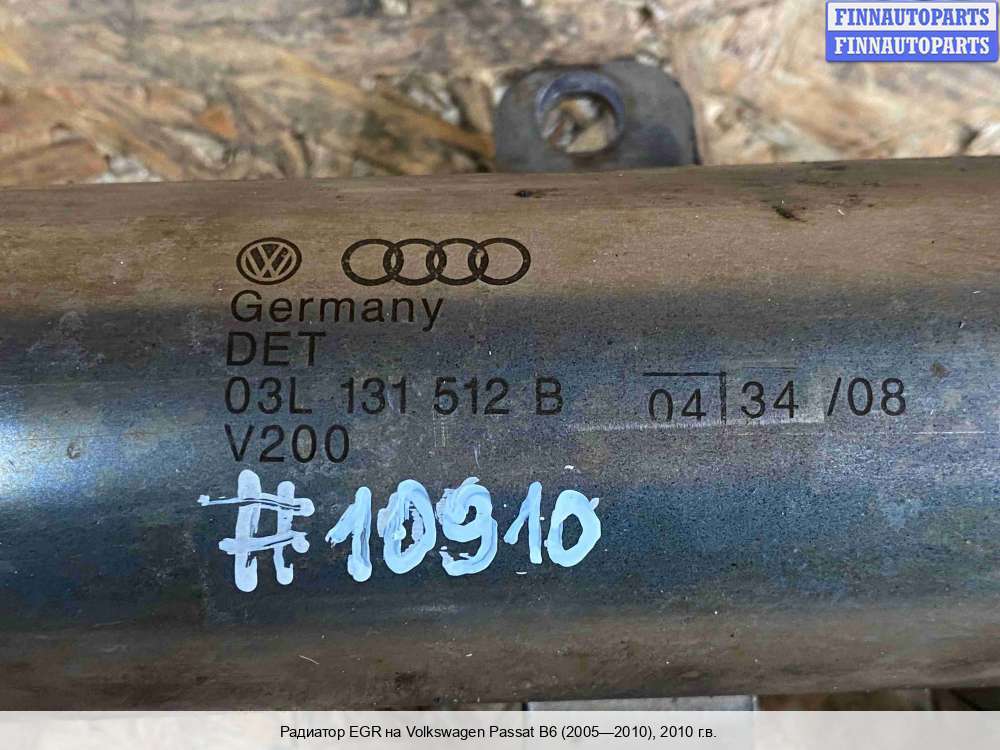 FINNAUTOPARTS
FINNAUTOPARTS
Germany
DET
03L 131 512 B 04 34 /08
V200
#10910
Радиатор EGR на Volkswagen Passat B6 (2005—2010), 2010 г.в.